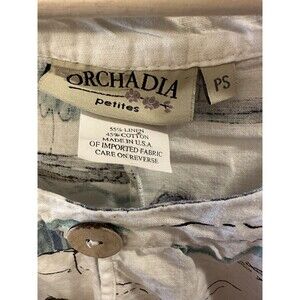 ORCHADIA
petites
PS
55% LINEN
45% COTTON
MADE IN U.S.A
OF IMPORTED FABRIC
CARE ON REVERSE